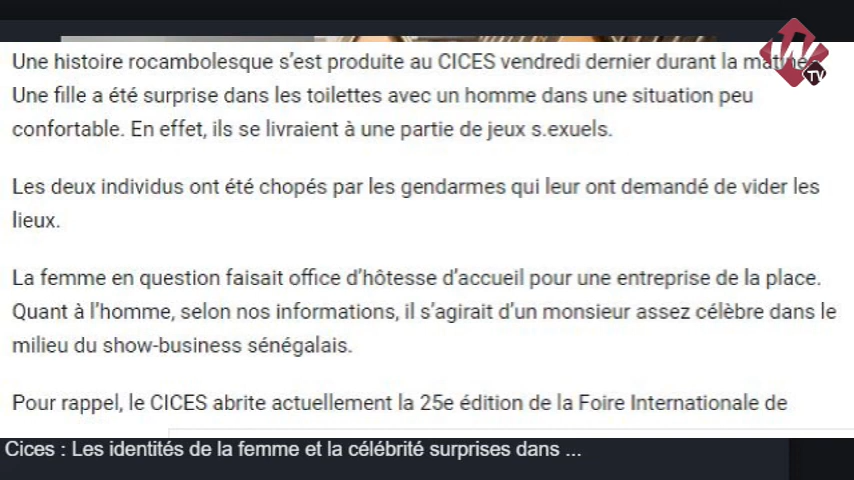 W
TV
Une histoire rocambolesque s'est produite au CICES vendredi dernier durant la
Une fille a été surprise dans les toilettes avec un homme dans une situation peu
confortable. En effet, ils se livraient à une partie de jeux s.exuels.
Les deux individus ont été chopés par les gendarmes qui leur ont demandé de vider les
lieux.
La femme en question faisait office d'hôtesse d'accueil pour une entreprise de la place.
Quant à l'homme, selon nos informations, il s'agirait d'un monsieur assez célèbre dans le
milieu du show-business sénégalais.
Pour rappel, le CICES abrite actuellement la 25e édition de la Foire Internationale de
Cices : Les identités de la femme et la célébrité surprises dans ...